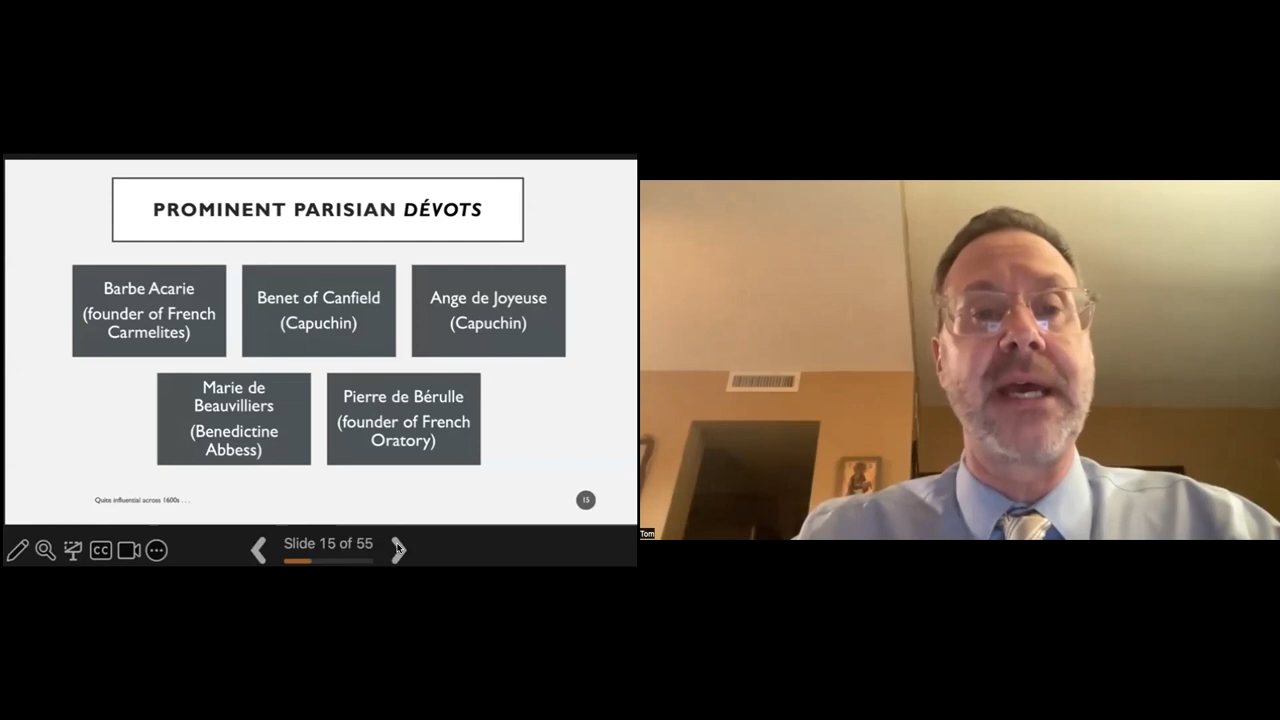 PROMINENT PARISIAN DÉVOTS
Barbe Acarie
(founder of French
Carmelites)
Benet of Canfield
(Capuchin)
Ange de Joyeuse
(Capuchin)
Marie de
Beauvilliers
(Benedictine
Abbess)
Pierre de Bérulle
(founder of French
Oratory)
Quite influential across 1600s . . .
15
CC
Slide 15 of 55
Tom